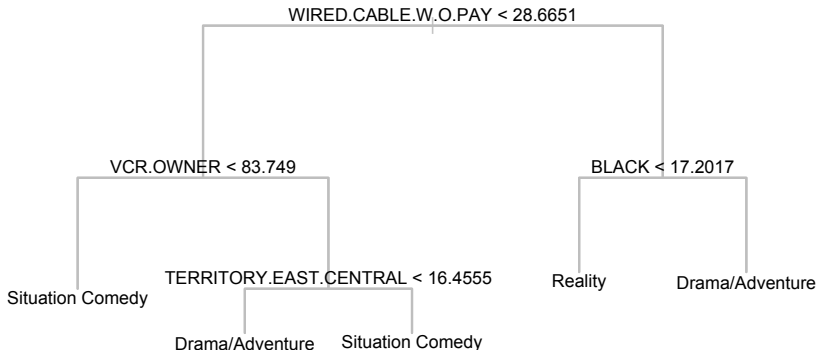 WIRED.CABLE.W.O.PAY < 28.6651
VCR.OWNER < 83.749
BLACK < 17.2017
TERRITORY.EAST.CENTRAL < 16.4555
Situation Comedy
Reality
Drama/Adventure
Drama/Adventure
Situation Comedy